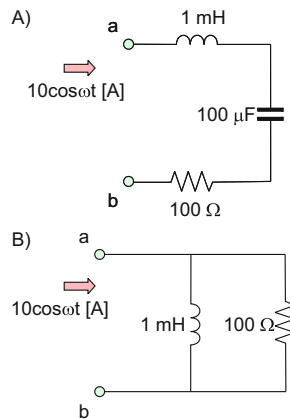 A)
a
1 mH
10cosωt [A]
100 μF
b
100 Ω
B)
a
10cosωt [A]
1 mH
100 Ω
b